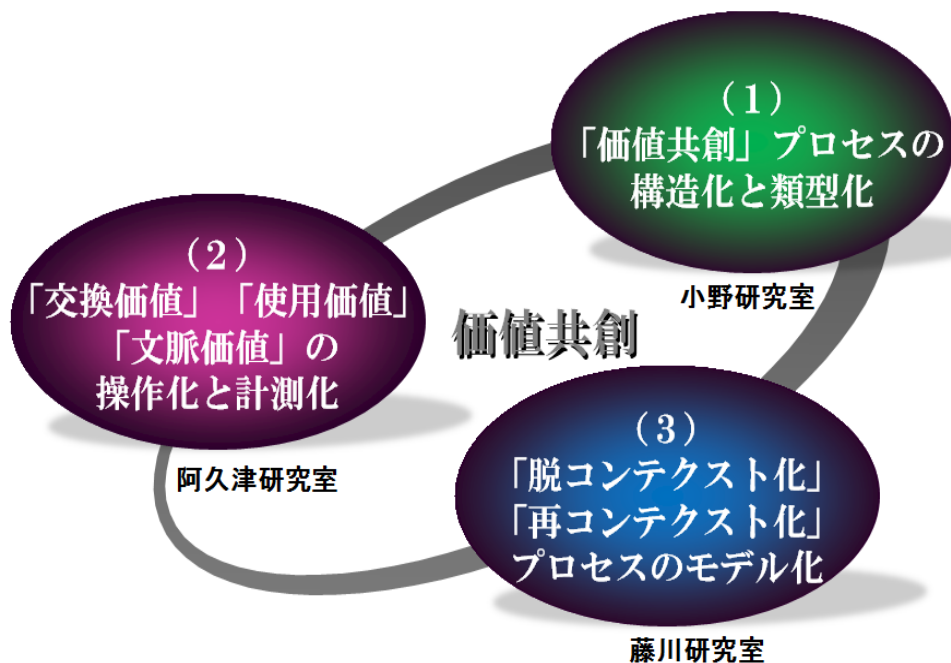 （1）
「価値共創」プロセスの
構造化と類型化
小野研究室
（2）
「交換価値」「使用価値」
「文脈価値」の
操作化と計測化
阿久津研究室
価値共創
（3）
「脱コンテクスト化」
「再コンテクスト化」
プロセスのモデル化
藤川研究室